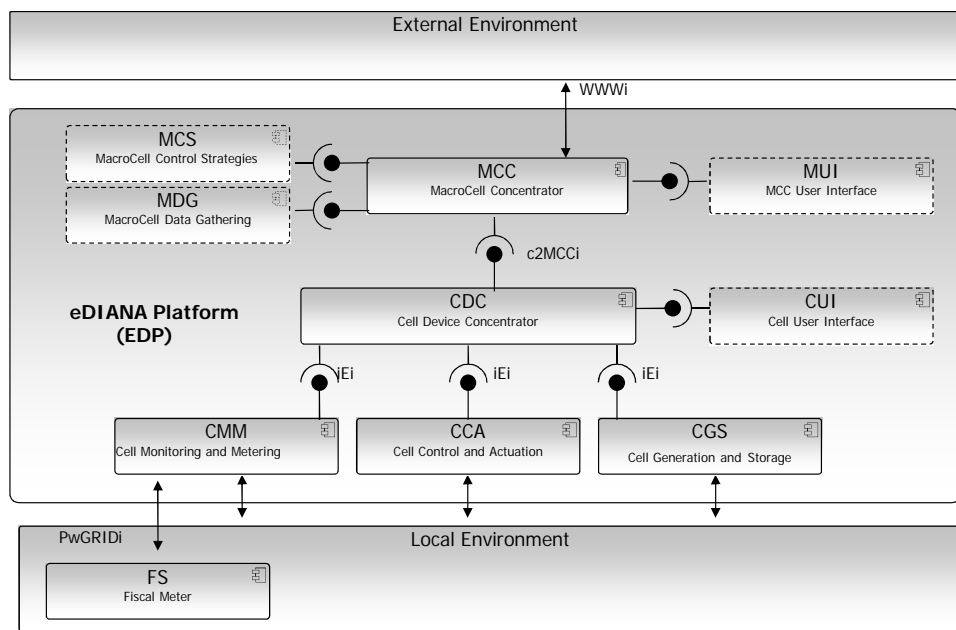 External Environment
WWWi
MCS
MacroCell Control Strategies
MCC
MacroCell Concentrator
MUI
MCC User Interface
MDG
MacroCell Data Gathering
c2MCCi
eDIANA Platform
(EDP)
CDC
Cell Device Concentrator
CUI
Cell User Interface
iEi
iEi
iEi
CMM
Cell Monitoring and Metering
CCA
Cell Control and Actuation
CGS
Cell Generation and Storage
PwGRIDi
Local Environment
FS
Fiscal Meter